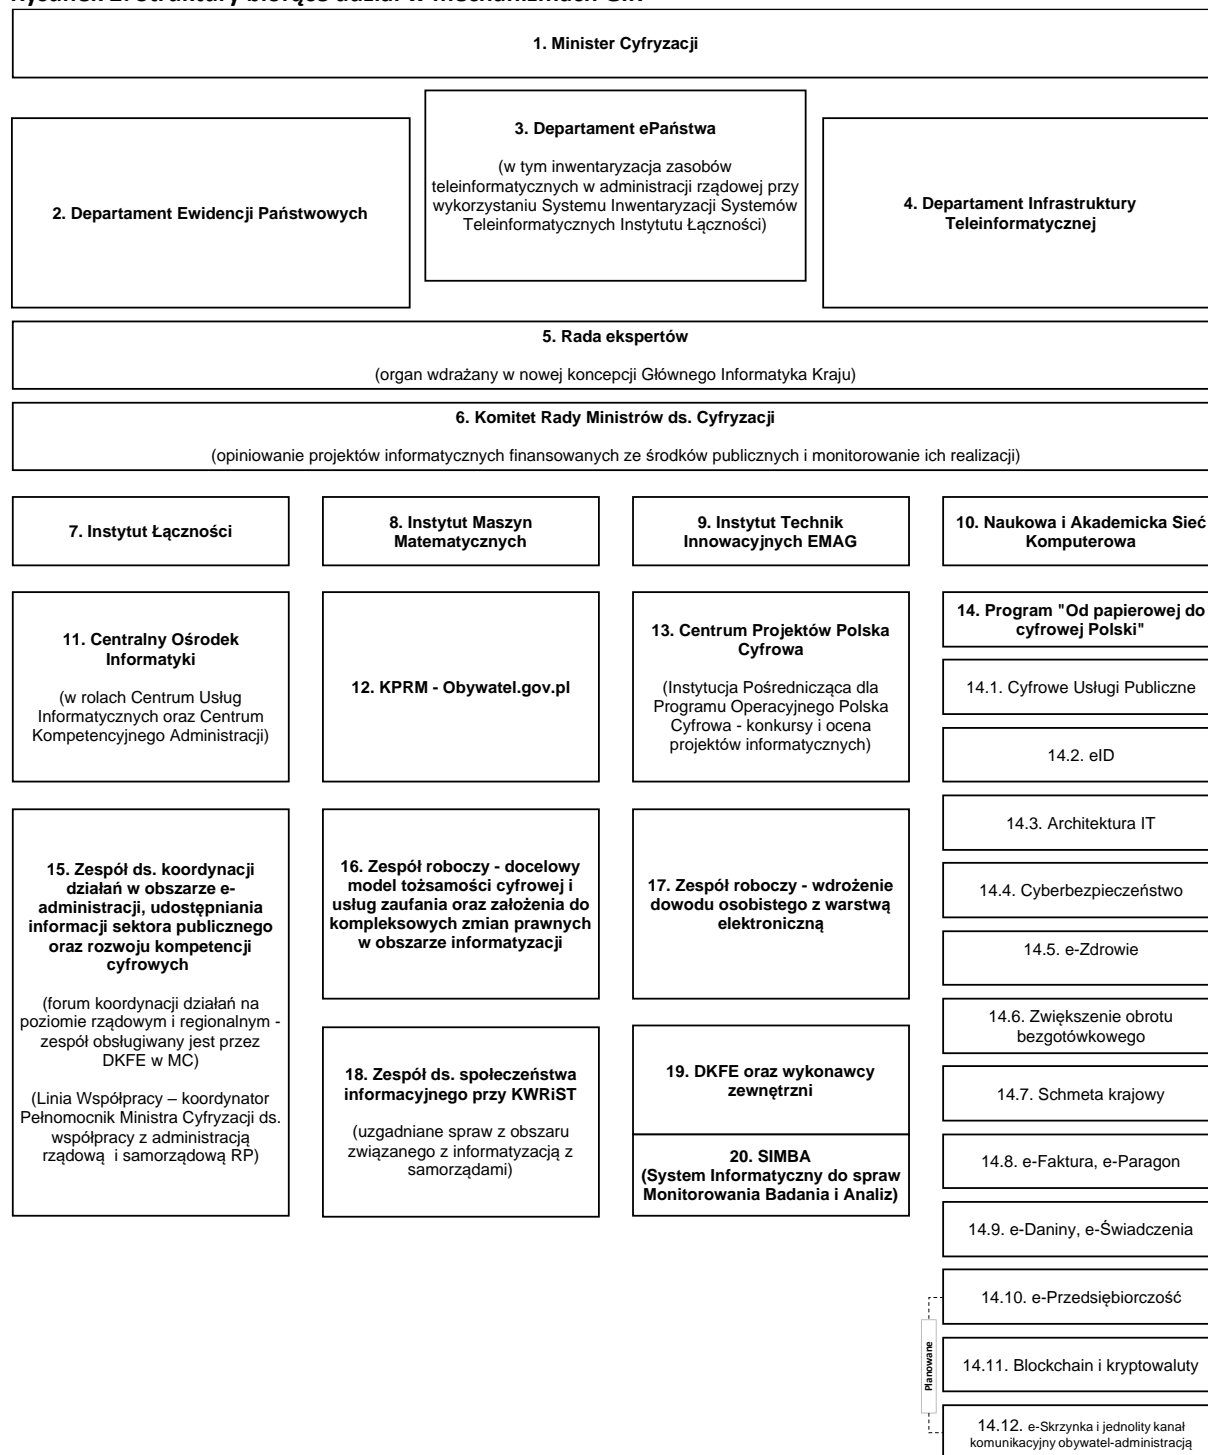 1. Minister Cyfryzacji
2. Departament Ewidencji Państwowych
3. Departament ePaństwa
(w tym inwentaryzacja zasobów
teleinformatycznych w administracji rządowej przy
wykorzystaniu Systemu Inwentaryzacji Systemów
Teleinformatycznych Instytutu Łączności)
4. Departament Infrastruktury
Teleinformatycznej
5. Rada ekspertów
(organ wdrażany w nowej koncepcji Głównego Informatyka Kraju)
6. Komitet Rady Ministrów ds. Cyfryzacji
(opiniowanie projektów informatycznych finansowanych ze środków publicznych i monitorowanie ich realizacji)
7. Instytut Łączności
8. Instytut Maszyn
Matematycznych
9. Instytut Technik
Innowacyjnych EMAG
10. Naukowa i Akademicka Sieć
Komputerowa
11. Centralny Ośrodek
Informatyki
(w rolach Centrum Usług
Informatycznych oraz Centrum
Kompetencyjnego Administracji)
12. KPRM - Obywatel.gov.pl
13. Centrum Projektów Polska
Cyfrowa
(Instytucja Pośrednicząca dla
Programu Operacyjnego Polska
Cyfrowa - konkursy i ocena
projektów informatycznych)
14. Program "Od papierowej do
cyfrowej Polski"
14.1. Cyfrowe Usługi Publiczne
14.2. eID
14.3. Architektura IT
14.4. Cyberbezpieczeństwo
14.5. e-Zdrowie
14.6. Zwiększenie obrotu
bezgotówkowego
14.7. Schmeta krajowy
14.8. e-Faktura, e-Paragon
14.9. e-Daniny, e-Świadczenia
14.10. e-Przedsiębiorczość
14.11. Blockchain i kryptowaluty
14.12. e-Skrzynka i jednolity kanał
komunikacyjny obywatel-administracją
Planowane
15. Zespół ds. koordynacji
działań w obszarze e-
administracji, udostępniania
informacji sektora publicznego
oraz rozwoju kompetencji
cyfrowych
(forum koordynacji działań na
poziomie rządowym i regionalnym -
zespół obsługiwany jest przez
DKFE w MC)
(Linia Współpracy – koordynator
Pełnomocnik Ministra Cyfryzacji ds.
współpracy z administracją
rządową i samorządową RP)
16. Zespół roboczy - docelowy
model tożsamości cyfrowej i
usług zaufania oraz założenia do
kompleksowych zmian prawnych
w obszarze informatyzacji
17. Zespół roboczy - wdrożenie
dowodu osobistego z warstwą
elektroniczną
18. Zespół ds. społeczeństwa
informacyjnego przy KWRiST
(uzgadniane spraw z obszaru
związanego z informatyzacją z
samorządami)
19. DKFE oraz wykonawcy
zewnętrzni
20. SIMBA
(System Informatyczny do spraw
Monitorowania Badania i Analiz)